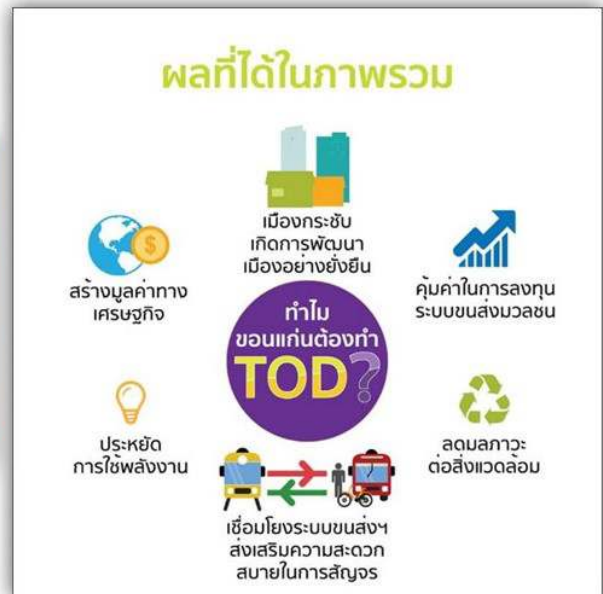 ผลที่ได้ในภาพรวม
เมืองกระชับ
เกิดการพัฒนา
เมืองอย่างยั่งยืน
สร้างมูลค่าทาง
เศรษฐกิจ
คุ้มค่าในการลงทุน
ระบบขนส่งมวลชน
ทำไม
ขอนแก่นต้องทำ
TOD?
ประหยัด
การใช้พลังงาน
ลดมลภาวะ
ต่อสิ่งแวดล้อม
เชื่อมโยงระบบขนส่งฯ
ส่งเสริมความสะดวก
สบายในการสัญจร